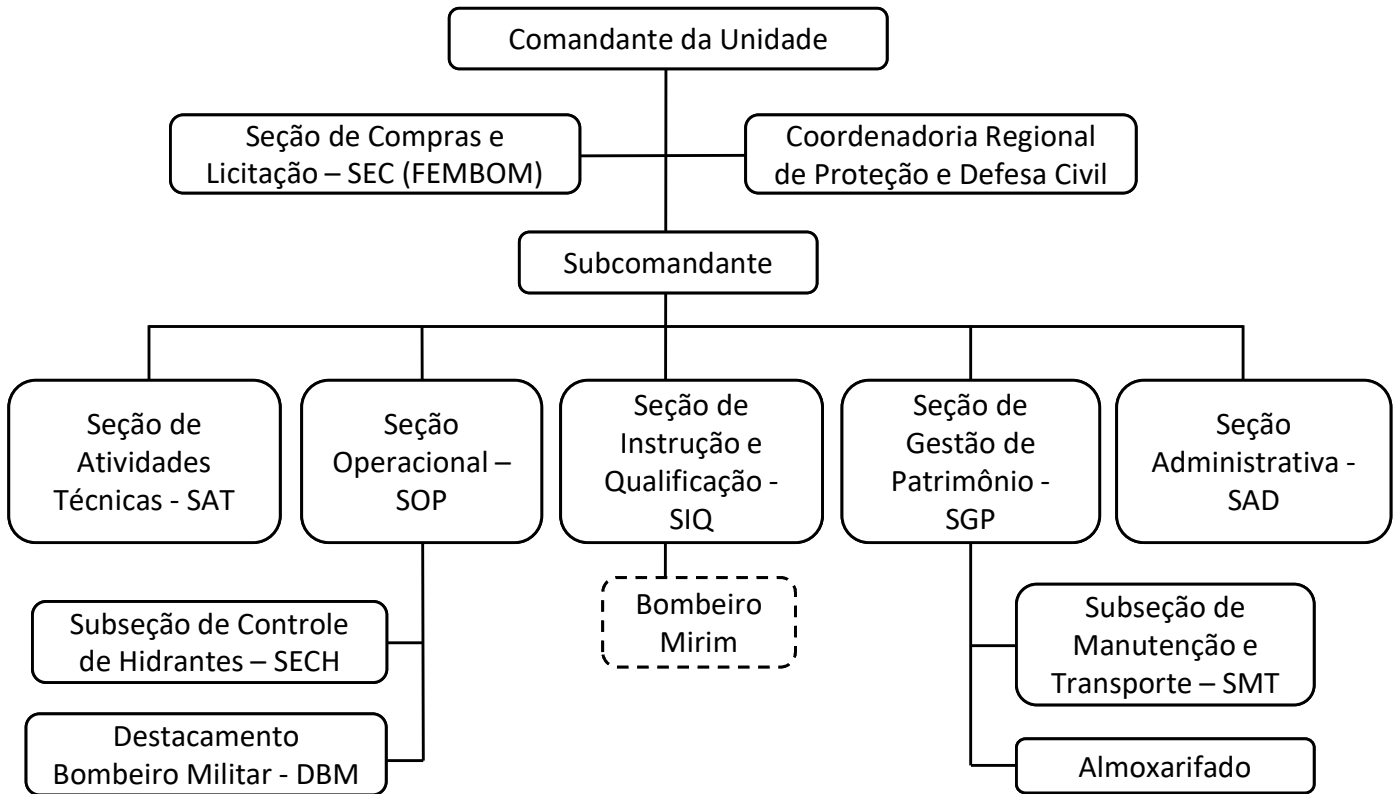 Comandante da Unidade
Seção de Compras e
Licitação – SEC (FEMBOM)
Coordenadoria Regional
de Proteção e Defesa Civil
Subcomandante
Seção de
Atividades
Técnicas - SAT
Seção
Operacional –
SOP
Seção de
Instrução e
Qualificação -
SIQ
Seção de
Gestão de
Patrimônio -
SGP
Seção
Administrativa -
SAD
Subseção de Controle
de Hidrantes – SECH
Destacamento
Bombeiro Militar - DBM
Bombeiro
Mirim
Subseção de
Manutenção e
Transporte – SMT
Almoxarifado